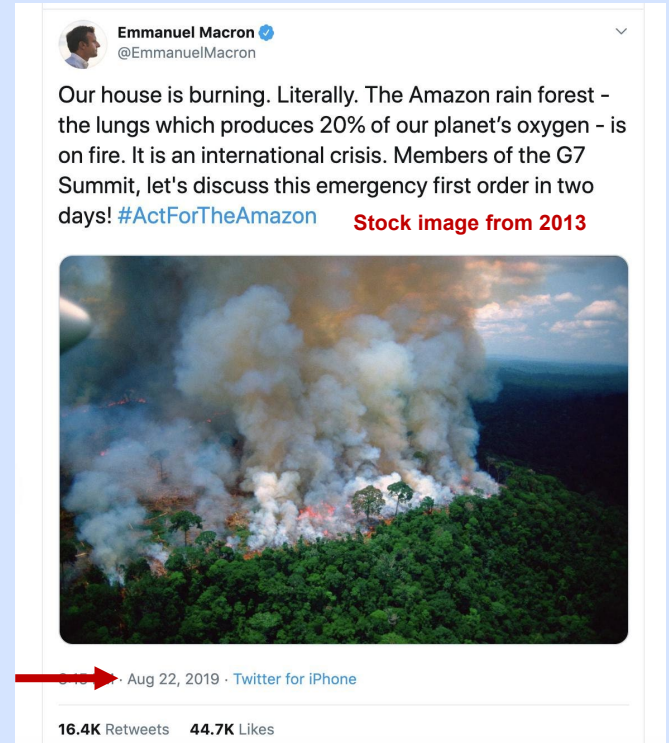 Emmanuel Macron
@EmmanuelMacron
Our house is burning. Literally. The Amazon rain forest -
the lungs which produces 20% of our planet's oxygen - is
on fire. It is an international crisis. Members of the G7
Summit, let's discuss this emergency first order in two
days! #ActForTheAmazon Stock image from 2013
· Aug 22, 2019 · Twitter for iPhone
16.4K Retweets 44.7K Likes